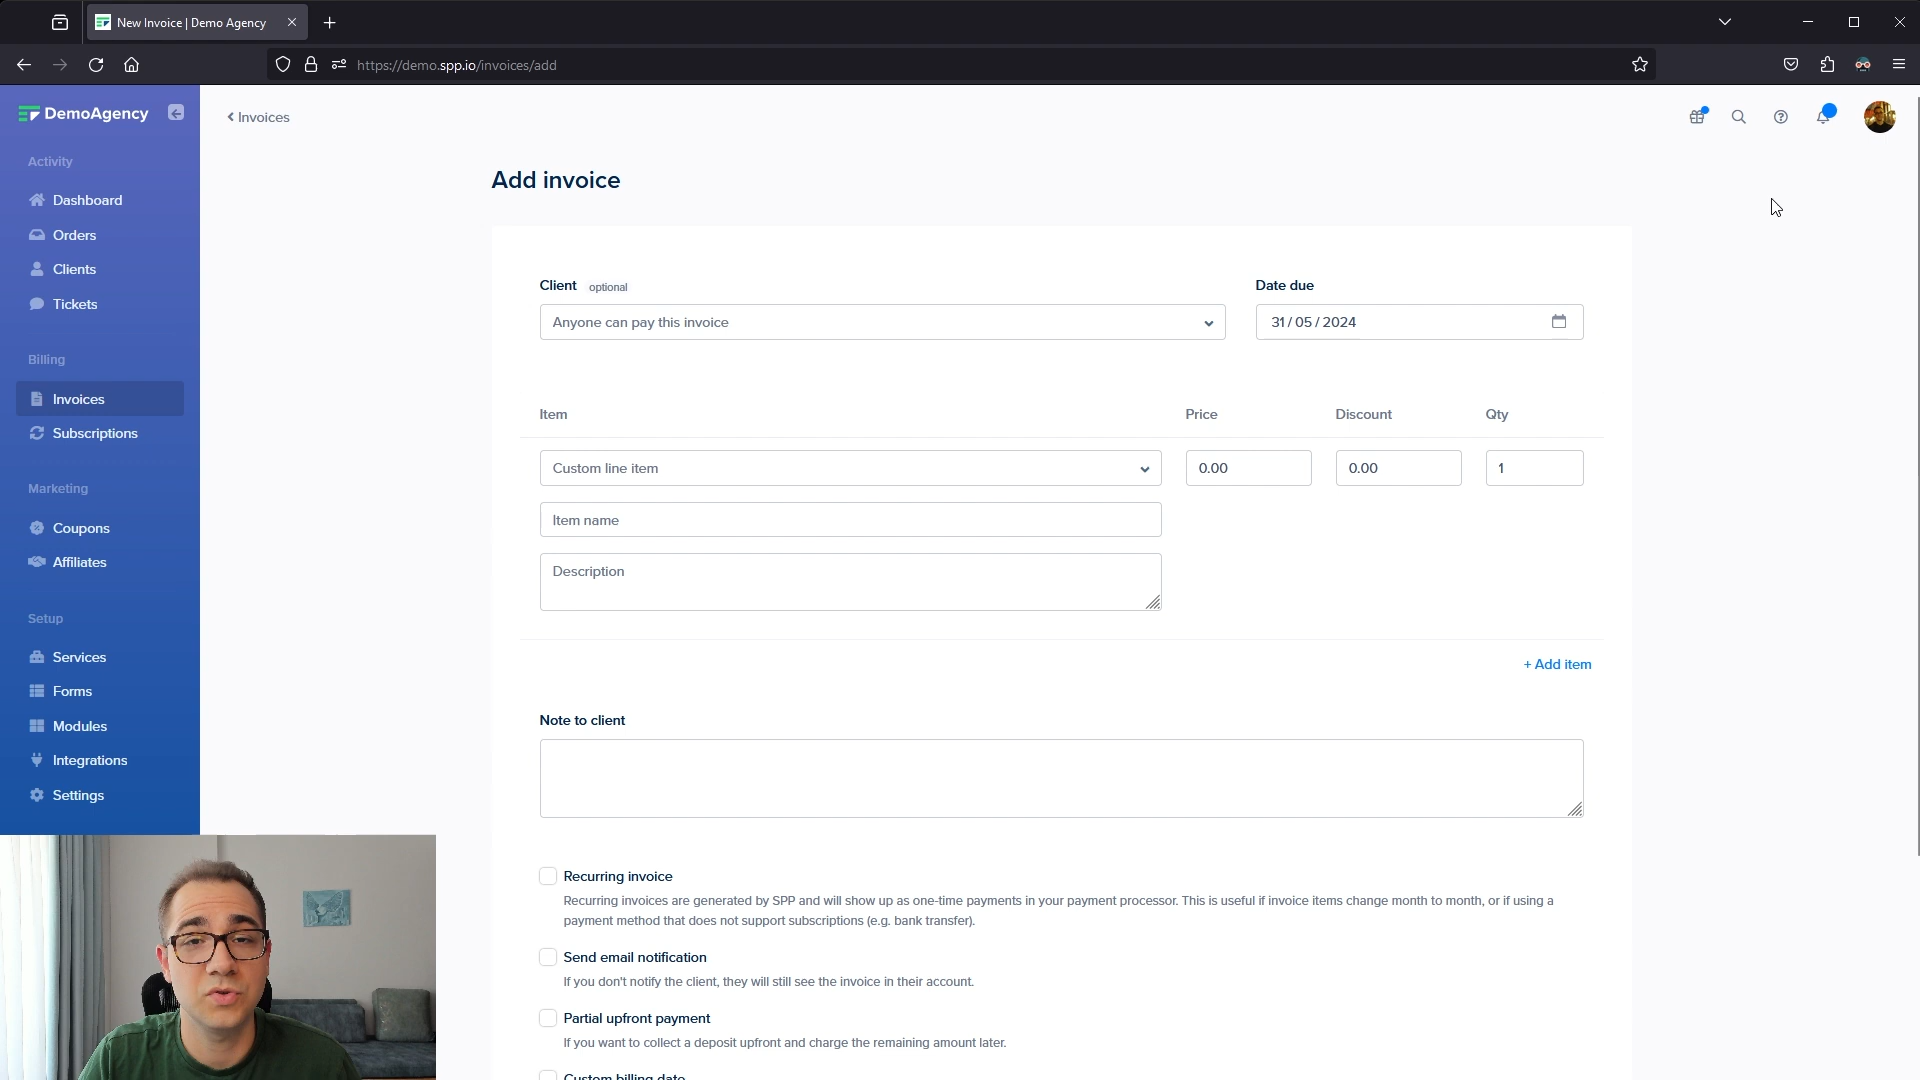 New Invoice | Demo Agency
https://demo.spp.io/invoices/add
DemoAgency
Activity
Dashboard
Orders
Clients
Tickets
Billing
Invoices
Subscriptions
Marketing
Coupons
Affiliates
Setup
Services
Forms
Modules
Integrations
Settings
Invoices
Add invoice
Client optional
Date due
Anyone can pay this invoice
31/05/2024
Item Price Discount Qty
Custom line item 0.00 0.00 1
Item name
Description
+ Add item
Note to client
Recurring invoice
Recurring invoices are generated by SPP and will show up as one-time payments in your payment processor. This is useful if invoice items change month to month, or if using a
payment method that does not support subscriptions (e.g. bank transfer).
Send email notification
If you don't notify the client, they will still see the invoice in their account.
Partial upfront payment
If you want to collect a deposit upfront and charge the remaining amount later.
Custom billing date